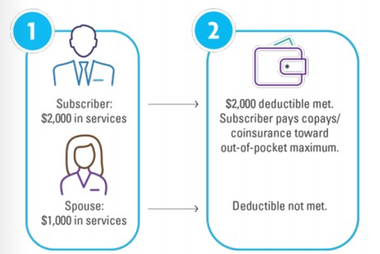 1
2
Subscriber:
$2,000 in services
$2,000 deductible met.
Subscriber pays copays/
coinsurance toward
out-of-pocket maximum.
Spouse:
$1,000 in services
Deductible not met.